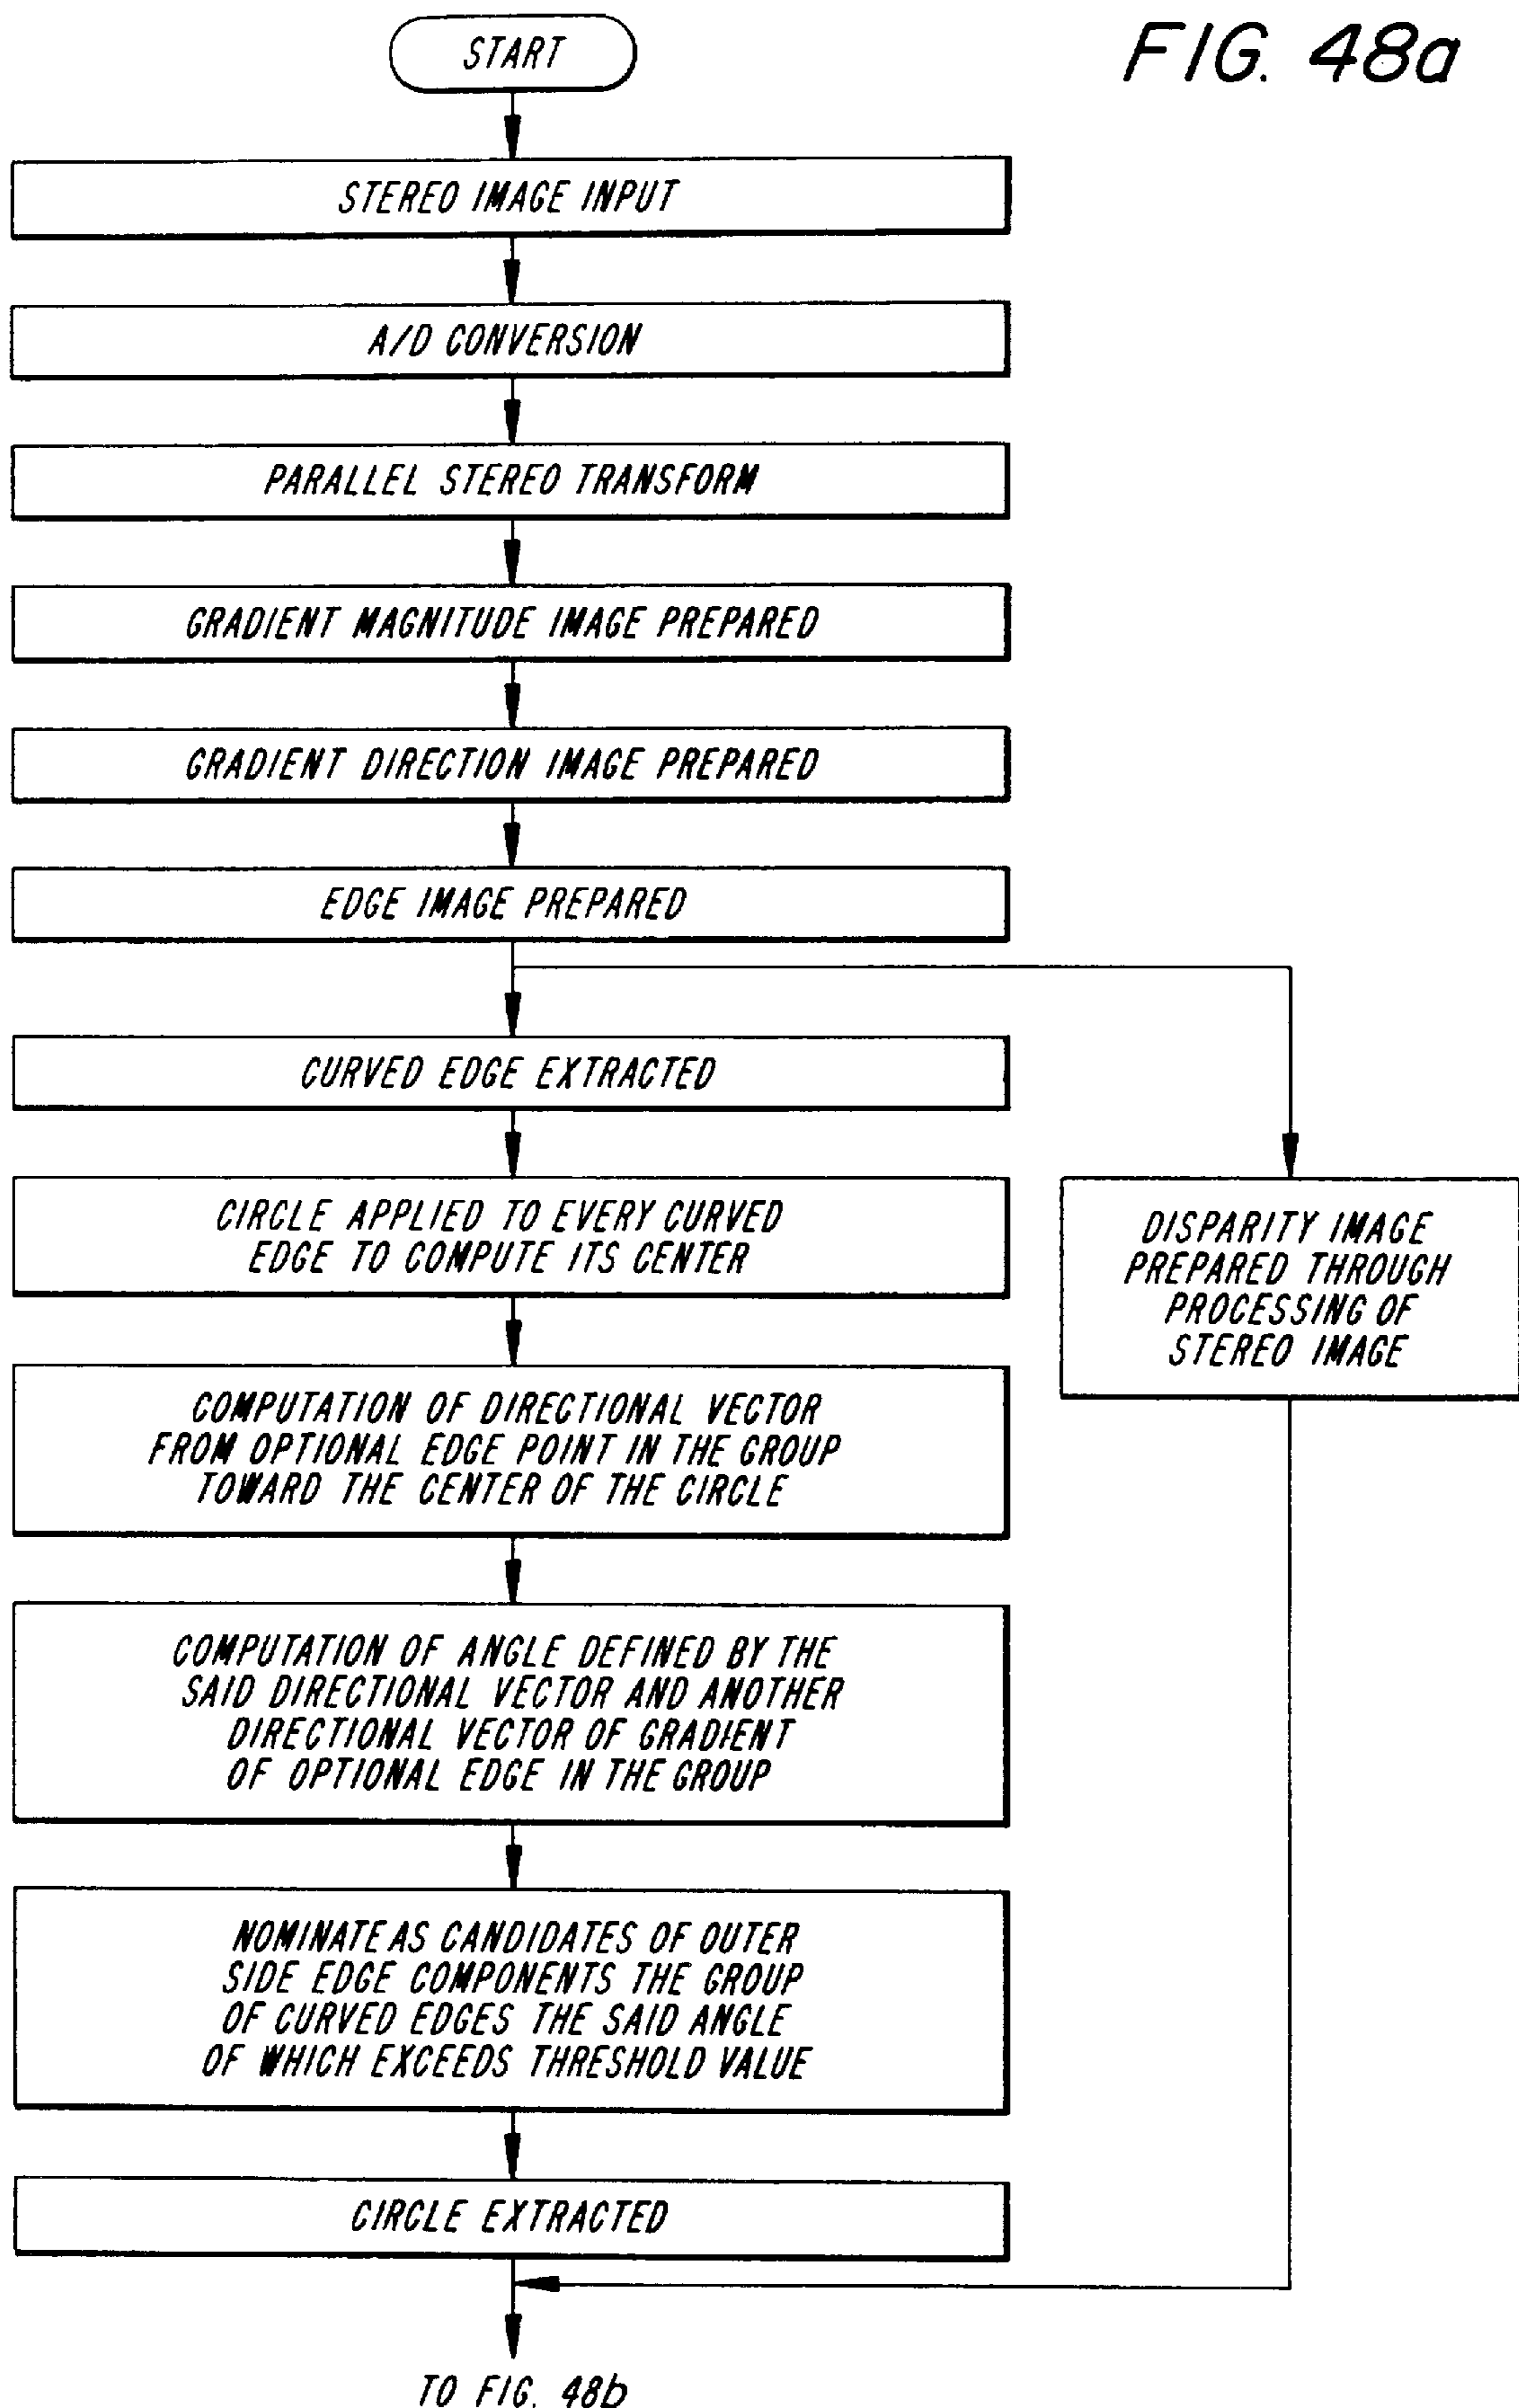 FIG. 48a
START
STEREO IMAGE INPUT
A/D CONVERSION
PARALLEL STEREO TRANSFORM
GRADIENT MAGNITUDE IMAGE PREPARED
GRADIENT DIRECTION IMAGE PREPARED
EDGE IMAGE PREPARED
CURVED EDGE EXTRACTED
CIRCLE APPLIED TO EVERY CURVED
EDGE TO COMPUTE ITS CENTER
DISPARITY IMAGE
PREPARED THROUGH
PROCESSING OF
STEREO IMAGE
COMPUTATION OF DIRECTIONAL VECTOR
FROM OPTIONAL EDGE POINT IN THE GROUP
TOWARD THE CENTER OF THE CIRCLE
COMPUTATION OF ANGLE DEFINED BY THE
SAID DIRECTIONAL VECTOR AND ANOTHER
DIRECTIONAL VECTOR OF GRADIENT
OF OPTIONAL EDGE IN THE GROUP
NOMINATE AS CANDIDATES OF OUTER
SIDE EDGE COMPONENTS THE GROUP
OF CURVED EDGES THE SAID ANGLE
OF WHICH EXCEEDS THRESHOLD VALUE
CIRCLE EXTRACTED
TO FIG. 48b